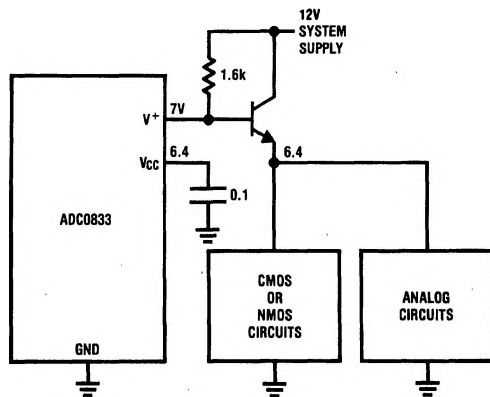 12V
SYSTEM
SUPPLY
1.6k
7V
V+
6.4
6.4
VCC
0.1
ADC0833
CMOS
OR
NMOS
CIRCUITS
ANALOG
CIRCUITS
GND